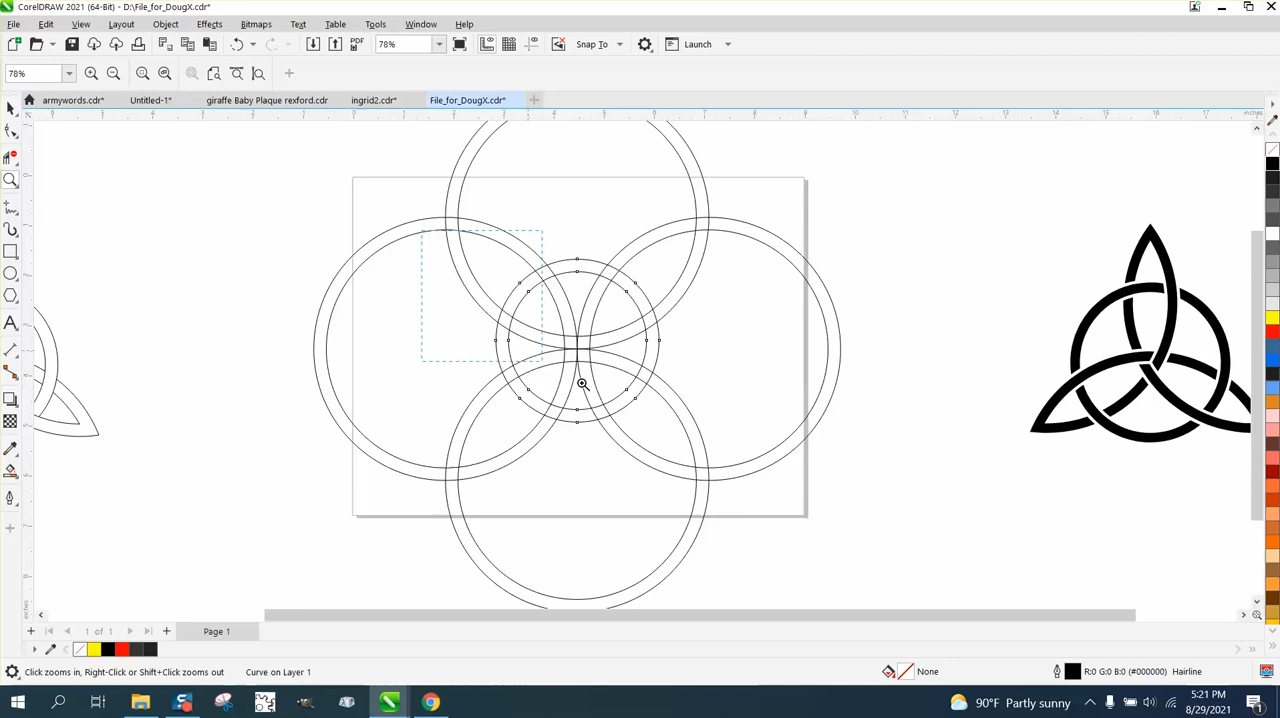 CorelDRAW 2021 (64-Bit) - D:\File_for_DougX.cdr*
File Edit View Layout Object Effects Bitmaps Text Table Tools Window Help
PDF 78% Snap To Launch
78%
armywords.cdr* Untilted-1* giraffe Baby Plaque rexford.cdr ingrid2.cdr* File_for_DougX.cdr*
inches
1 of 1 Page 1
Click zooms in, Right-Click or Shift+Click zooms out Curve on Layer 1 None R:0 G:0 B:0 (#000000) Hairline
90°F Partly sunny 5:21 PM
8/29/2021